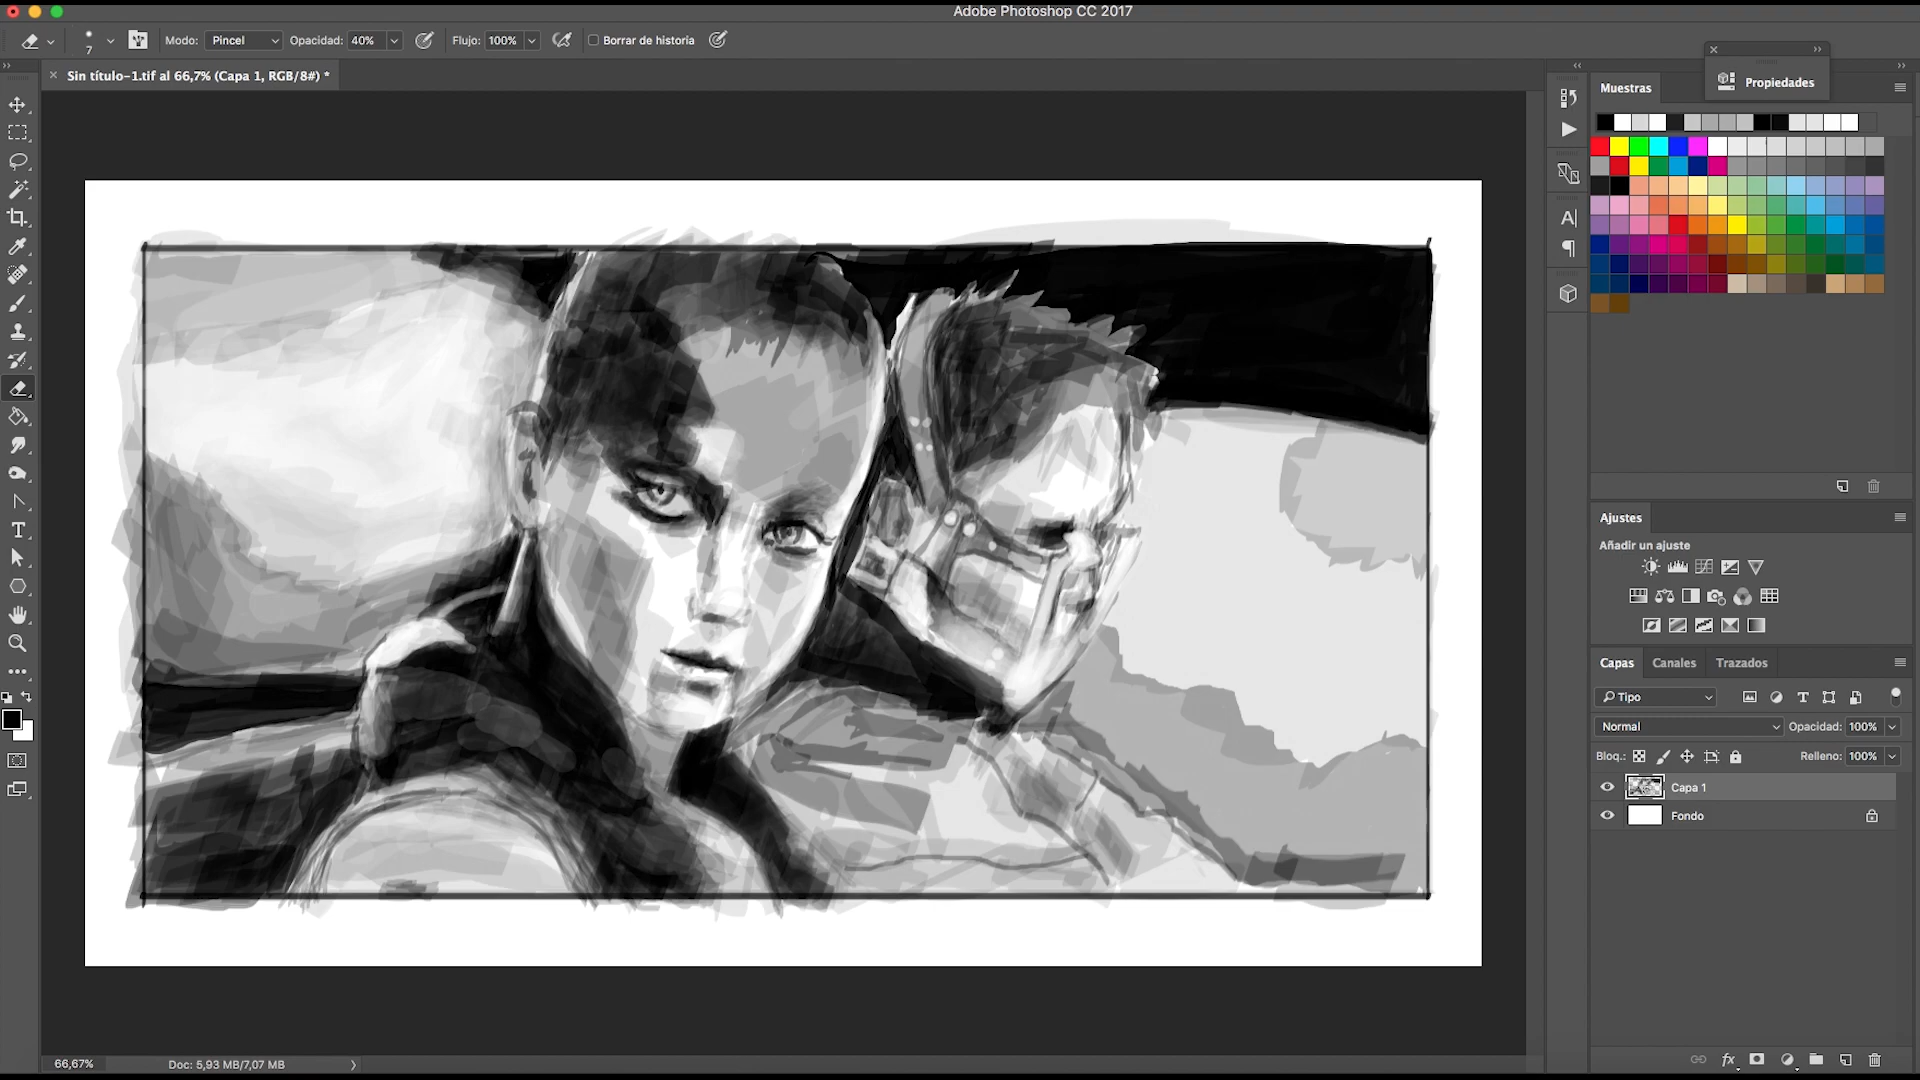 Adobe Photoshop CC 2017
7
Modo: Pincel Opacidad: 40% Flujo: 100% Borrar de historia
Sin título-1.tif al 66,7% (Capa 1, RGB/8#) *
Propiedades
Muestras
Ajustes
Añadir un ajuste
Capas Canales Trazados
Tipo
Normal Opacidad: 100%
Bloq.: Relleno: 100%
Capa 1
Fondo
66,67% Doc: 5,93 MB/7,07 MB